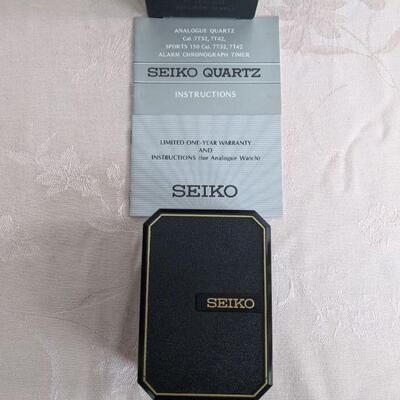 ANALOGUE QUARTZ
Cal. 7T32, 7T42,
SPORTS 150 Cal. 7T32, 7T42
ALARM CHRONOGRAPH TIMER
SEIKO QUARTZ
INSTRUCTIONS
LIMITED ONE-YEAR WARRANTY
AND
INSTRUCTIONS (for Analogue Watch)
SEIKO
SEIKO